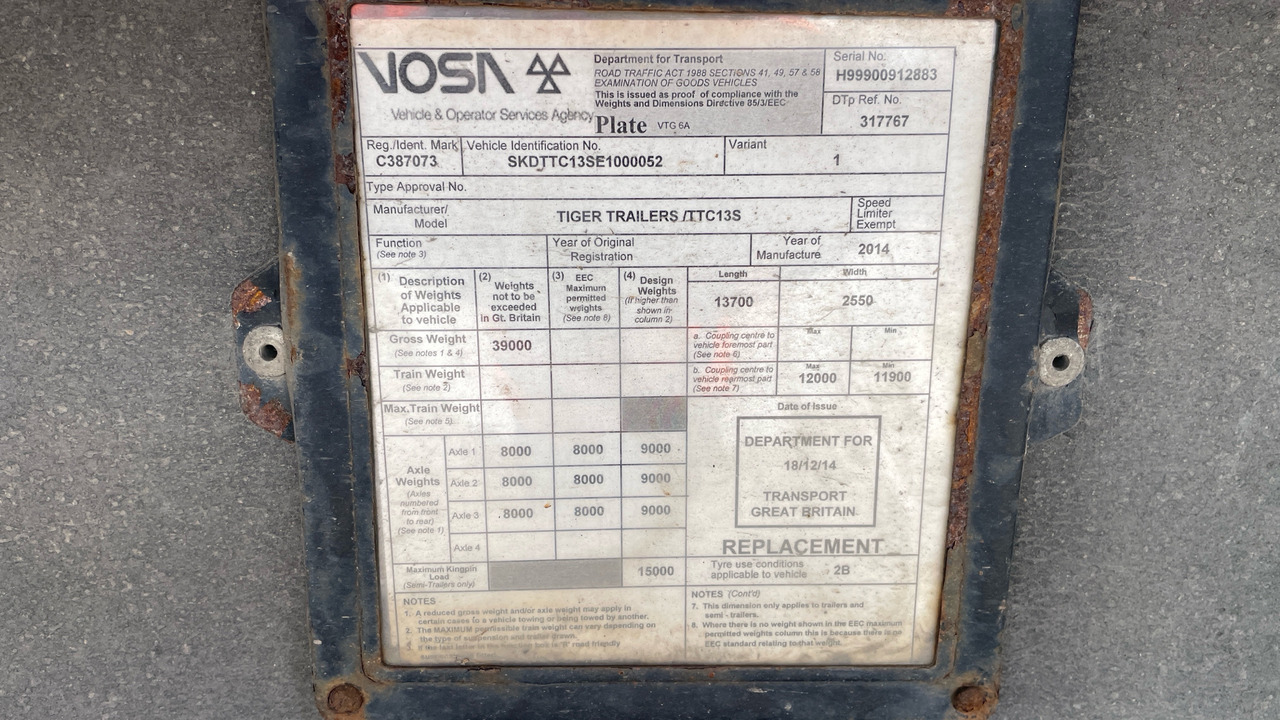 VOSA
Vehicle & Operator Services Agency
Department for Transport
ROAD TRAFFIC ACT 1988 SECTIONS 41, 49, 57 & 58
EXAMINATION OF GOODS VEHICLES
This is issued as proof of compliance with the
Weights and Dimensions Directive 85/3/EEC
Plate VTG 6A
Serial No.
H99900912883
DTp Ref. No.
317767
Reg./Ident. Mark
C387073
Vehicle Identification No.
SKDTTC13SE1000052
Variant
1
Type Approval No.
Manufacturer/
Model
TIGER TRAILERS /TTC13S
Speed
Limiter
Exempt
Function
(See note 3)
Year of Original
Registration
Year of
Manufacture
2014
(1) Description
of Weights
Applicable
to vehicle
(2) Weights
not to be
exceeded
in Gt. Britain
(3) EEC
Maximum
permitted
weights
(See note 8)
(4) Design
Weights
(If higher than
shown in
column 2)
Length
13700
Width
2550
Gross Weight
(See notes 1 & 4)
39000
a. Coupling centre to
vehicle foremost part
(See note 6)
Max
Min
Train Weight
(See note 2)
b. Coupling centre to
vehicle rearmost part
(See note 7)
Max
12000
Min
11900
Max.Train Weight
(See note 5)
Axle
Weights
(Axles
numbered
from front
to rear)
(See note 1)
Axle 1 8000 8000 9000
Axle 2 8000 8000 9000
Axle 3 8000 8000 9000
Axle 4
Maximum Kingpin
Load
(Semi-Trailers only)
15000
Date of Issue
DEPARTMENT FOR
18/12/14
TRANSPORT
GREAT BRITAIN
REPLACEMENT
Tyre use conditions
applicable to vehicle
2B
NOTES
1. A reduced gross weight and/or axle weight may apply in
certain cases to a vehicle towing or being towed by another.
2. The MAXIMUM permissible train weight can vary depending on
the type of suspension and trailer drawn.
3. If the last letter in the function box is "R" road friendly
NOTES (Cont'd)
7. This dimension only applies to trailers and
semi - trailers.
8. Where there is no weight shown in the EEC maximum
permitted weights column this is because there is no
EEC standard relating to that weight.